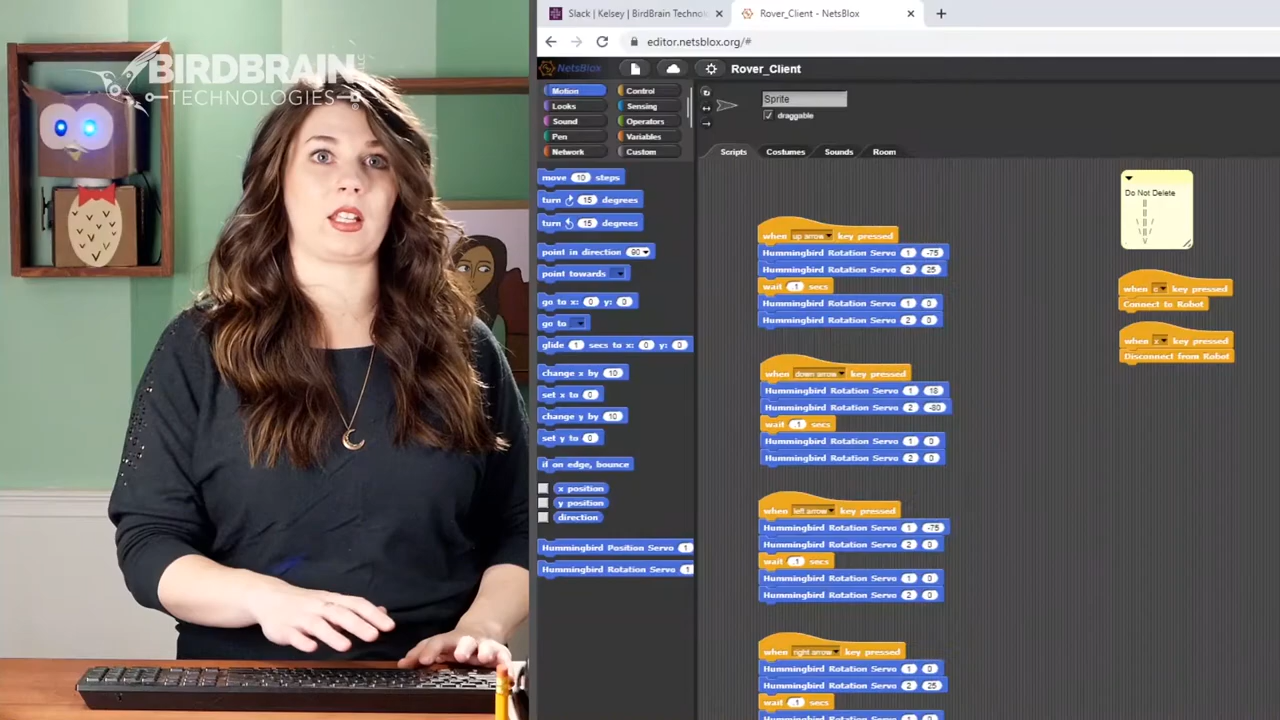 BIRDBRAIN LLC
TECHNOLOGIES
Slack | Kelsey | BirdBrain Technol
Rover_Client - NetsBlox
editor.netsblox.org/#
NetsBlox
Rover_Client
Motion
Control
Looks
Sensing
Sound
Operators
Pen
Variables
Network
Custom
Sprite
draggable
Scripts
Costumes
Sounds
Room
move 10 steps
turn 15 degrees
turn 15 degrees
point in direction 90
point towards
go to x: 0 y: 0
go to
glide 1 secs to x: 0 y: 0
change x by 10
set x to 0
change y by 10
set y to 0
if on edge, bounce
x position
y position
direction
Hummingbird Position Servo 1
Hummingbird Rotation Servo 1
when up arrow key pressed
Hummingbird Rotation Servo 1 -75
Hummingbird Rotation Servo 2 25
wait .1 secs
Hummingbird Rotation Servo 1 0
Hummingbird Rotation Servo 2 0
when down arrow key pressed
Hummingbird Rotation Servo 1 18
Hummingbird Rotation Servo 2 -80
wait .1 secs
Hummingbird Rotation Servo 1 0
Hummingbird Rotation Servo 2 0
when left arrow key pressed
Hummingbird Rotation Servo 1 -75
Hummingbird Rotation Servo 2 0
wait .1 secs
Hummingbird Rotation Servo 1 0
Hummingbird Rotation Servo 2 0
when right arrow key pressed
Hummingbird Rotation Servo 1 0
Hummingbird Rotation Servo 2 25
wait .1 secs
Hummingbird Rotation Servo 1 0
Do Not Delete
when c key pressed
Connect to Robot
when x key pressed
Disconnect from Robot